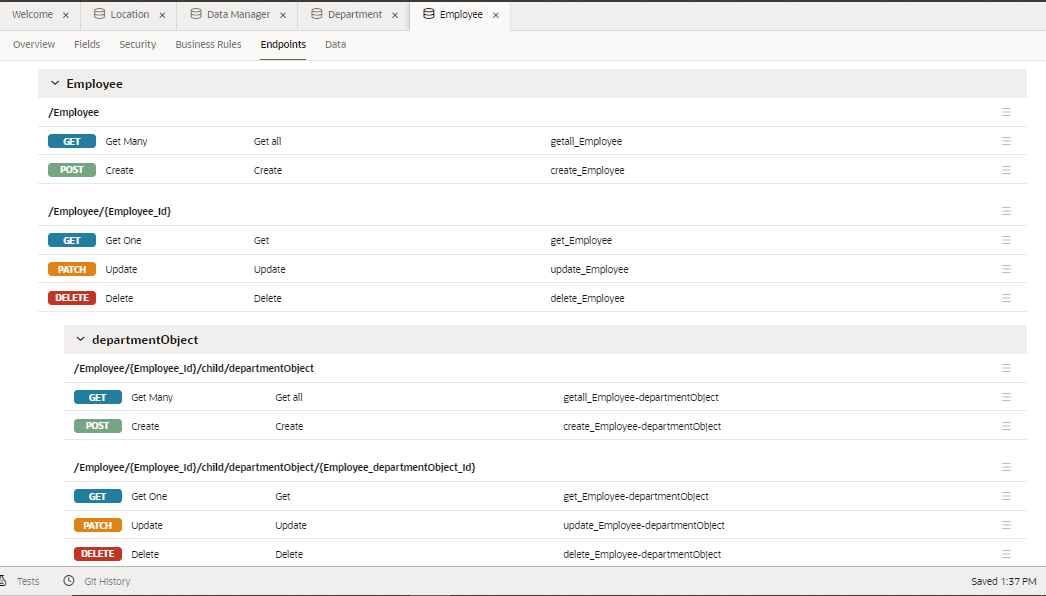 Welcome × Location × Data Manager × Department × Employee ×
Overview Fields Security Business Rules Endpoints Data
Employee
/Employee
GET Get Many Get all getall_Employee
POST Create Create create_Employee
/Employee/{Employee_Id}
GET Get One Get get_Employee
PATCH Update Update update_Employee
DELETE Delete Delete delete_Employee
departmentObject
/Employee/{Employee_Id}/child/departmentObject
GET Get Many Get all getall_Employee-departmentObject
POST Create Create create_Employee-departmentObject
/Employee/{Employee_Id}/child/departmentObject/{Employee_departmentObject_Id}
GET Get One Get get_Employee-departmentObject
PATCH Update Update update_Employee-departmentObject
DELETE Delete Delete delete_Employee-departmentObject
Tests Git History Saved 1:37 PM